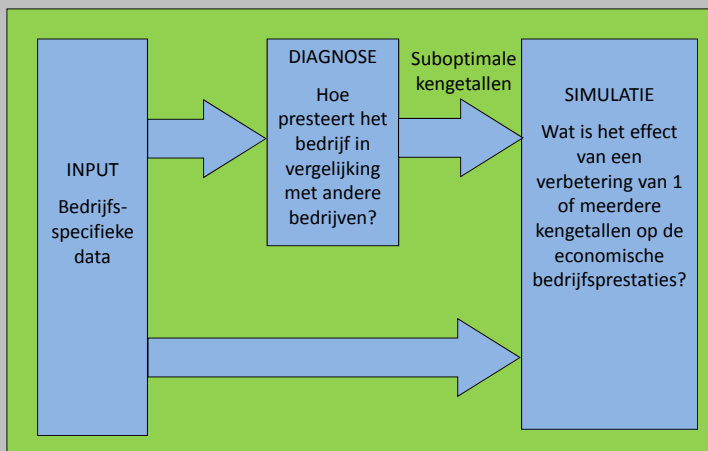 INPUT
Bedrijfs-
specifieke
data
DIAGNOSE
Hoe
presteert het
bedrijf in
vergelijking
met andere
bedrijven?
Suboptimale
kengetallen
SIMULATIE
Wat is het effect
van een
verbetering van 1
of meerdere
kengetallen op de
economische
bedrijfsprestaties?